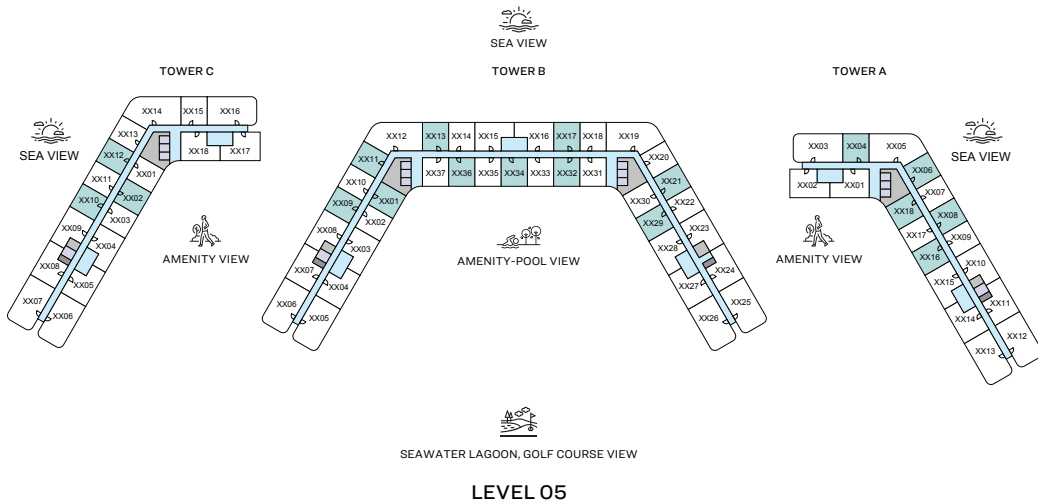 SEA VIEW
TOWER C
TOWER B
TOWER A
SEA VIEW
SEA VIEW
XX14
XX15
XX16
XX13
XX18
XX17
XX12
XX01
XX10
XX02
XX03
XX09
XX04
XX08
XX05
XX07
XX06
AMENITY VIEW
XX12
XX13
XX14
XX15
XX16
XX17
XX18
XX19
XX11
XX37
XX36
XX35
XX34
XX33
XX32
XX31
XX20
XX10
XX01
XX30
XX21
XX09
XX02
XX29
XX22
XX08
XX03
XX28
XX23
XX07
XX04
XX27
XX24
XX06
XX05
XX26
XX25
AMENITY-POOL VIEW
XX03
XX04
XX05
XX02
XX01
XX06
XX07
XX18
XX08
XX17
XX09
XX16
XX10
XX15
XX11
XX14
XX12
XX13
AMENITY VIEW
SEAWATER LAGOON, GOLF COURSE VIEW
LEVEL 05